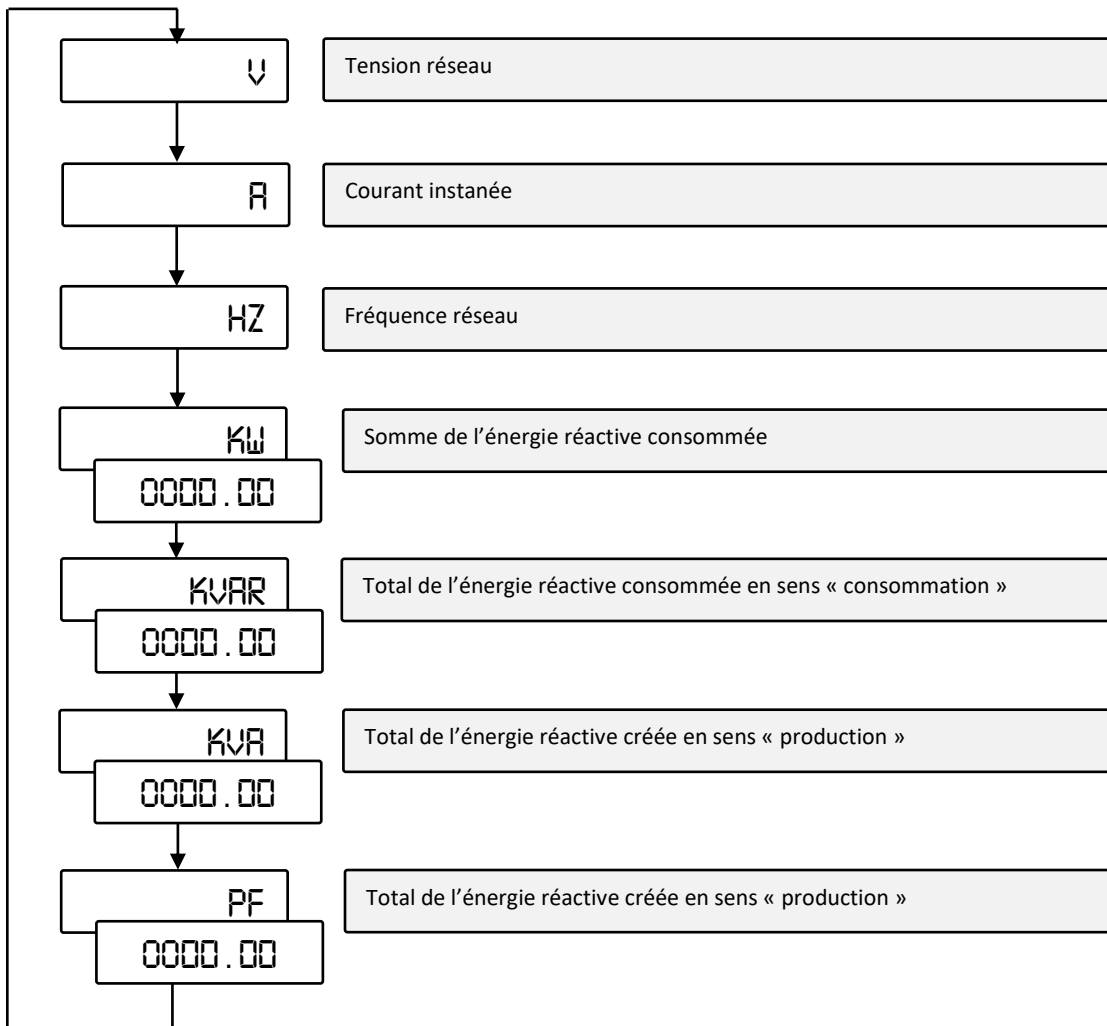 V
Tension réseau
A
Courant instanée
HZ
Fréquence réseau
KW
Somme de l’énergie réactive consommée
0000.00
KVAR
Total de l’énergie réactive consommée en sens « consommation »
0000.00
KVA
Total de l’énergie réactive créée en sens « production »
0000.00
PF
Total de l’énergie réactive créée en sens « production »
0000.00